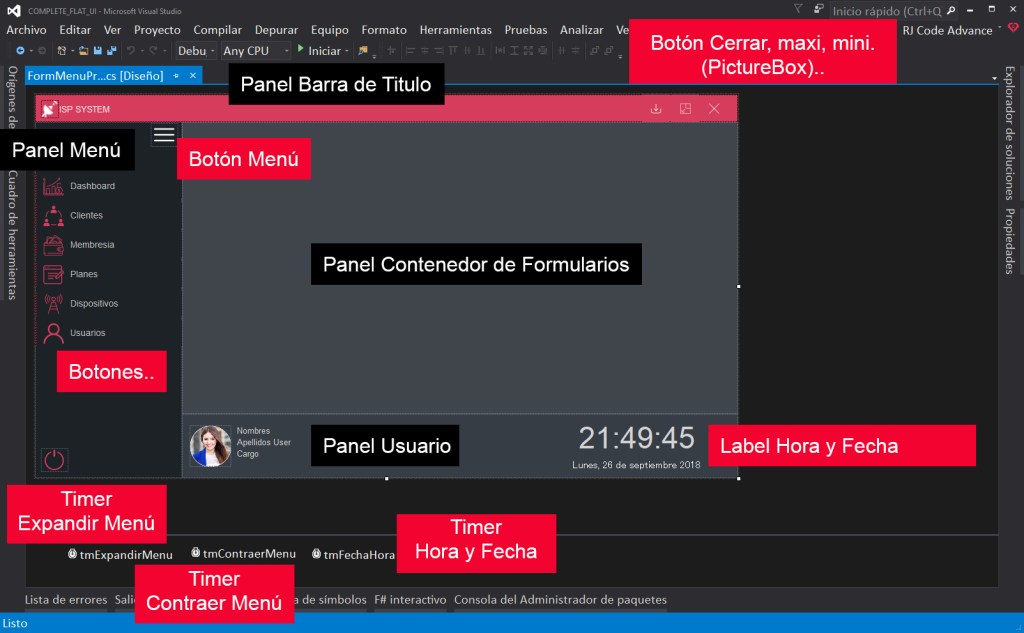 COMPLETE_FLAT_UI - Microsoft Visual Studio
Inicio rápido (Ctrl+Q
Archivo Editar Ver Proyecto Compilar Depurar Equipo Formato Herramientas Pruebas Analizar Ve
RJ Code Advance
Debu Any CPU Iniciar
Botón Cerrar, maxi, mini.
(PictureBox)..
FormMenuPr...cs [Diseño]
Panel Barra de Titulo
ISP SYSTEM
Panel Menú
Botón Menú
Dashboard
Clientes
Membresia
Planes
Dispositivos
Usuarios
Botones..
Panel Contenedor de Formularios
Nombres
Apellidos User
Cargo
Panel Usuario
21:49:45
Lunes, 26 de septiembre 2018
Label Hora y Fecha
Timer
Expandir Menú
Timer
Hora y Fecha
tmExpandirMenu
tmContraerMenu
tmFechaHora
Timer
Contraer Menú
Lista de errores Sali a de símbolos F# interactivo Consola del Administrador de paquetes
Listo
Orígenes de
Cuadro de herramientas
Explorador de soluciones
Propiedades